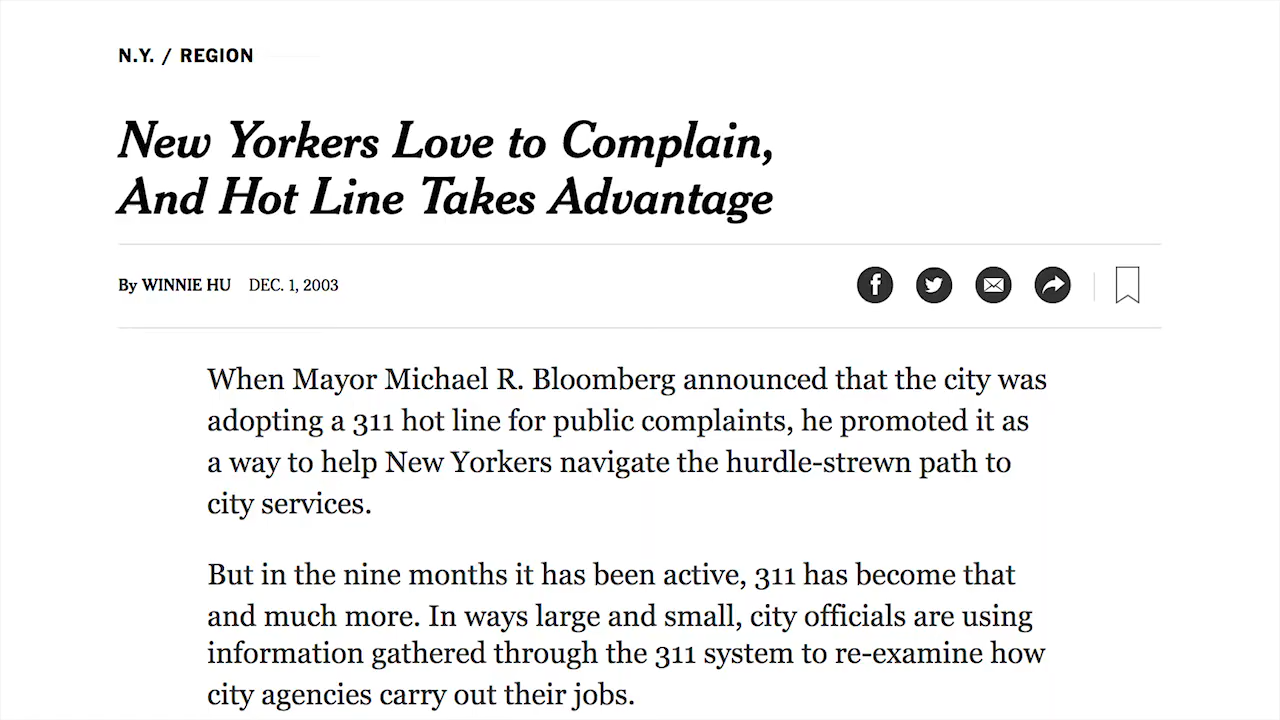 N.Y. / REGION
New Yorkers Love to Complain,
And Hot Line Takes Advantage
By WINNIE HU DEC. 1, 2003
When Mayor Michael R. Bloomberg announced that the city was
adopting a 311 hot line for public complaints, he promoted it as
a way to help New Yorkers navigate the hurdle-strewn path to
city services.
But in the nine months it has been active, 311 has become that
and much more. In ways large and small, city officials are using
information gathered through the 311 system to re-examine how
city agencies carry out their jobs.